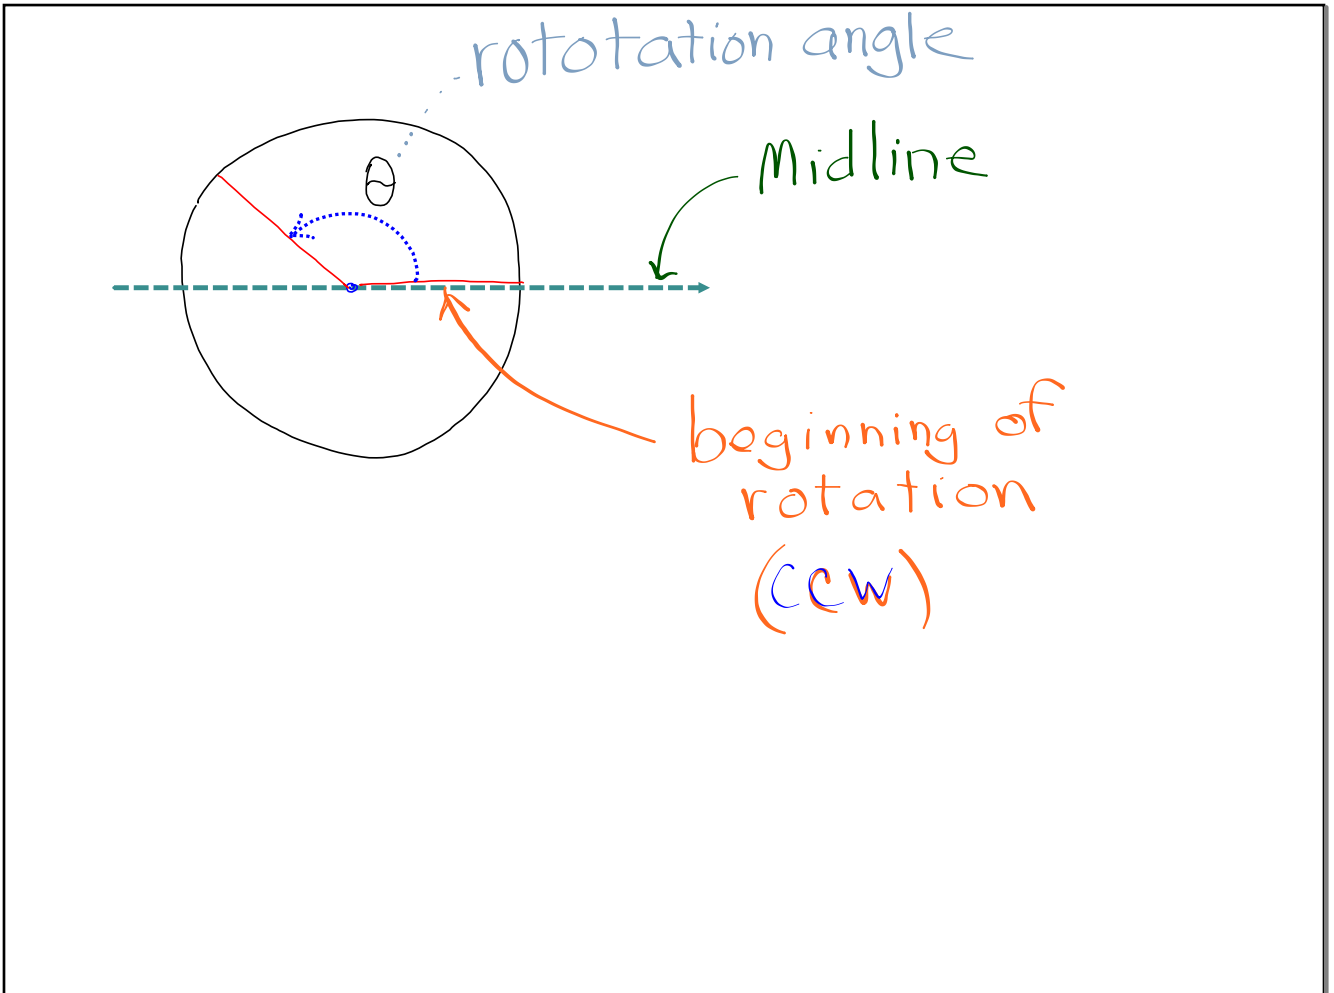 rototation angle
Midline
θ
beginning of
rotation
(CCW)